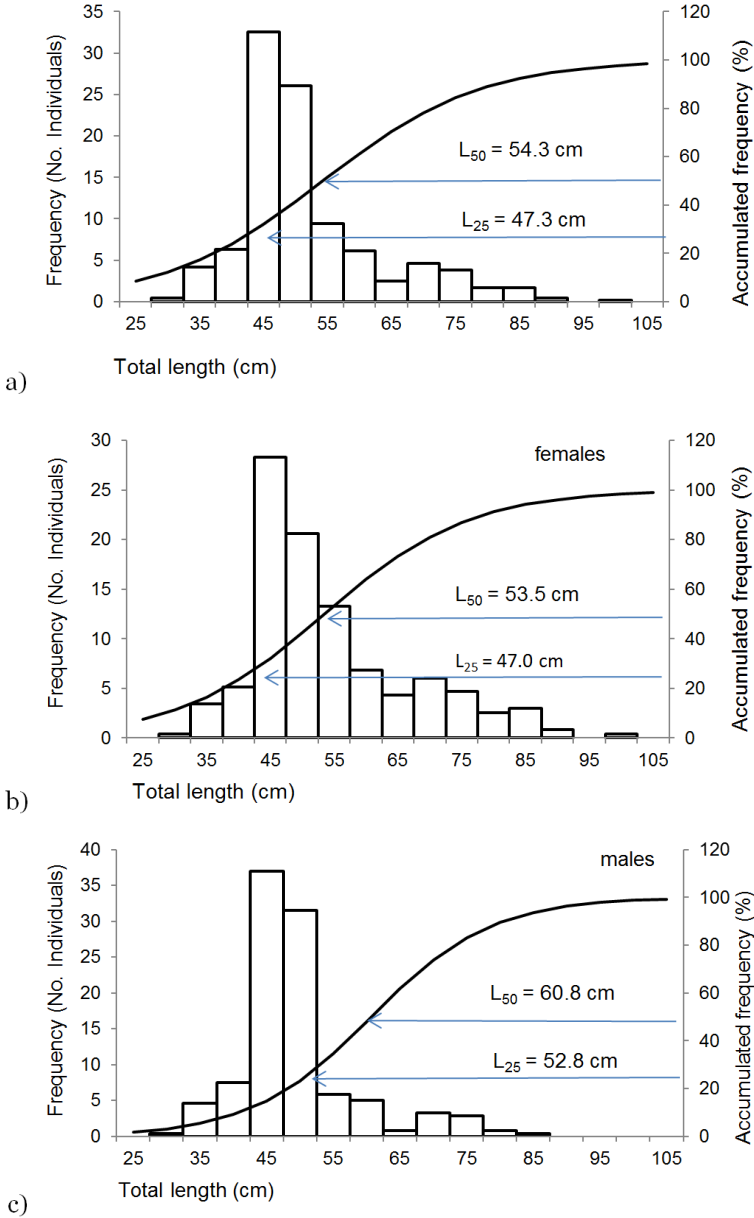 35
30
25
20
15
10
5
0
Frequency (No. Individuals)
120
100
80
60
40
20
0
Accumulated frequency (%)
L50 = 54.3 cm
L25 = 47.3 cm
25 35 45 55 65 75 85 95 105
Total length (cm)
a)
30
25
20
15
10
5
0
Frequency (No. Individuals)
females
120
100
80
60
40
20
0
Accumulated frequency (%)
L50 = 53.5 cm
L25 = 47.0 cm
25 35 45 55 65 75 85 95 105
Total length (cm)
b)
40
35
30
25
20
15
10
5
0
Frequency (No. Individuals)
males
120
100
80
60
40
20
0
Accumulated frequency (%)
L50 = 60.8 cm
L25 = 52.8 cm
25 35 45 55 65 75 85 95 105
Total length (cm)
c)